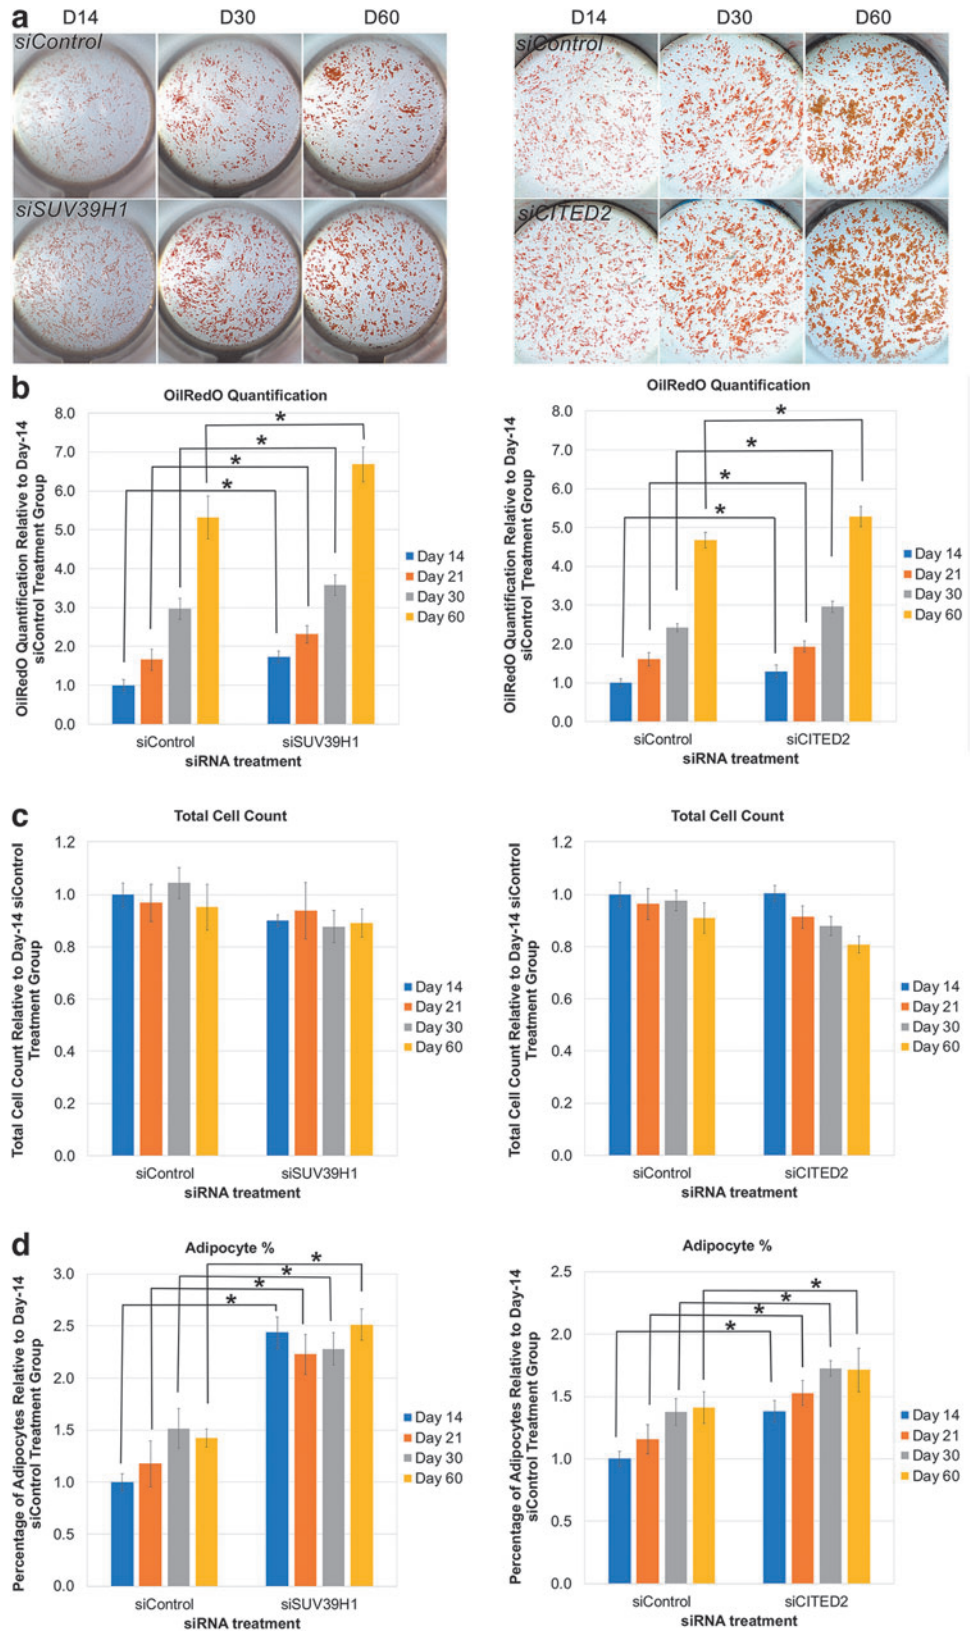 a
D14 D30 D60 D14 D30 D60
siControl siControl
siSUV39H1 siCITED2
b
OilRedO Quantification
OilRedO Quantification Relative to Day-14
siControl Treatment Group
8.0
7.0
6.0
5.0
4.0
3.0
2.0
1.0
0.0
* * * *
Day 14
Day 21
Day 30
Day 60
siControl siSUV39H1
siRNA treatment
OilRedO Quantification
OilRedO Quantification Relative to Day-14
siControl Treatment Group
8.0
7.0
6.0
5.0
4.0
3.0
2.0
1.0
0.0
* * * *
Day 14
Day 21
Day 30
Day 60
siControl siCITED2
siRNA treatment
c
Total Cell Count
Total Cell Count Relative to Day-14 siControl
Treatment Group
1.2
1.0
0.8
0.6
0.4
0.2
0.0
Day 14
Day 21
Day 30
Day 60
siControl siSUV39H1
siRNA treatment
Total Cell Count
Total Cell Count Relative to Day-14 siControl
Treatment Group
1.2
1.0
0.8
0.6
0.4
0.2
0.0
Day 14
Day 21
Day 30
Day 60
siControl siCITED2
siRNA treatment
d
Adipocyte %
Percentage of Adipocytes Relative to Day-14
siControl Treatment Group
3.0
2.5
2.0
1.5
1.0
0.5
0.0
* * * *
Day 14
Day 21
Day 30
Day 60
siControl siSUV39H1
siRNA treatment
Adipocyte %
Percentage of Adipocytes Relative to Day-14
siControl Treatment Group
2.5
2.0
1.5
1.0
0.5
0.0
* * * *
Day 14
Day 21
Day 30
Day 60
siControl siCITED2
siRNA treatment